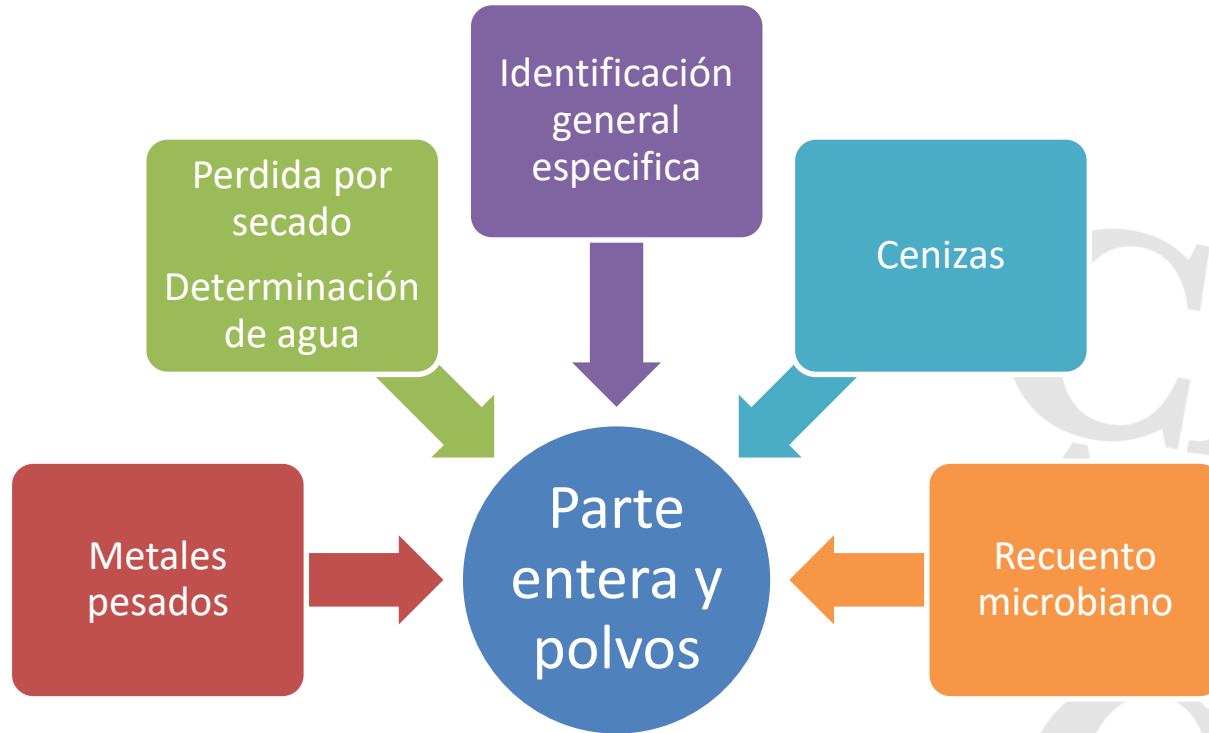 Identificación
general
especifica
Perdida por
secado
Determinación
de agua
Cenizas
Metales
pesados
Parte
entera y
polvos
Recuento
microbiano